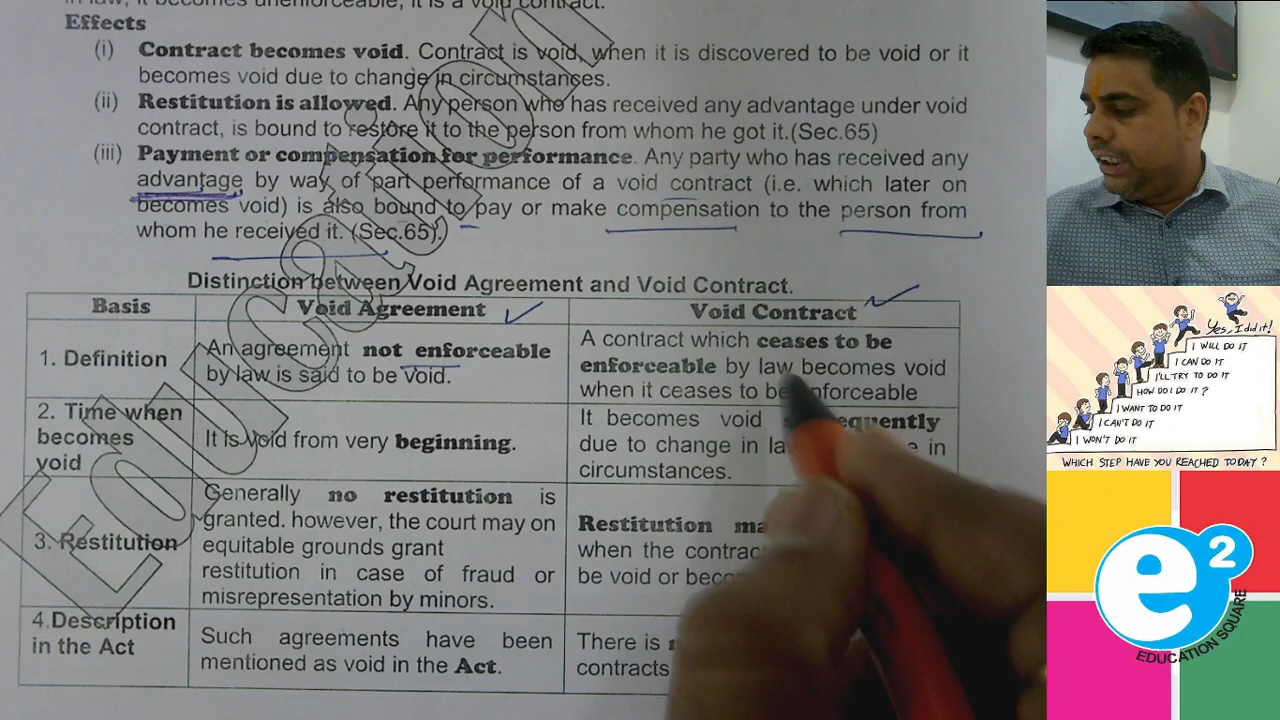 in law, it becomes unenforceable, it is a void contract.
Effects
(i) Contract becomes void. Contract is void, when it is discovered to be void or it
becomes void due to change in circumstances.
(ii) Restitution is allowed. Any person who has received any advantage under void
contract, is bound to restore it to the person from whom he got it.(Sec.65)
(iii) Payment or compensation for performance. Any party who has received any
advantage by way of part performance of a void contract (i.e. which later on
becomes void) is also bound to pay or make compensation to the person from
whom he received it. (Sec.65).
Distinction between Void Agreement and Void Contract.
Basis
Void Agreement
Void Contract
1. Definition
An agreement not enforceable
by law is said to be void.
A contract which ceases to be
enforceable by law becomes void
when it ceases to be enforceable
2. Time when
becomes
void
It is void from very beginning.
It becomes void
due to change in in
circumstances.
3. Restitution
Generally no restitution is
granted. however, the court may on
equitable grounds grant
restitution in case of fraud or
misrepresentation by minors.
Restitution
when the
be void or
4.Description
in the Act
Such agreements have been
mentioned as void in the Act.
There is
contracts
Yes, I did it!
I WILL DO IT
I CAN DO IT
I'LL TRY TO DO IT
HOW DO I DO IT?
I WANT TO DO IT
I CAN'T DO IT
I WON'T DO IT
WHICH STEP HAVE YOU REACHED TODAY?
e2
EDUCATION SQUARE